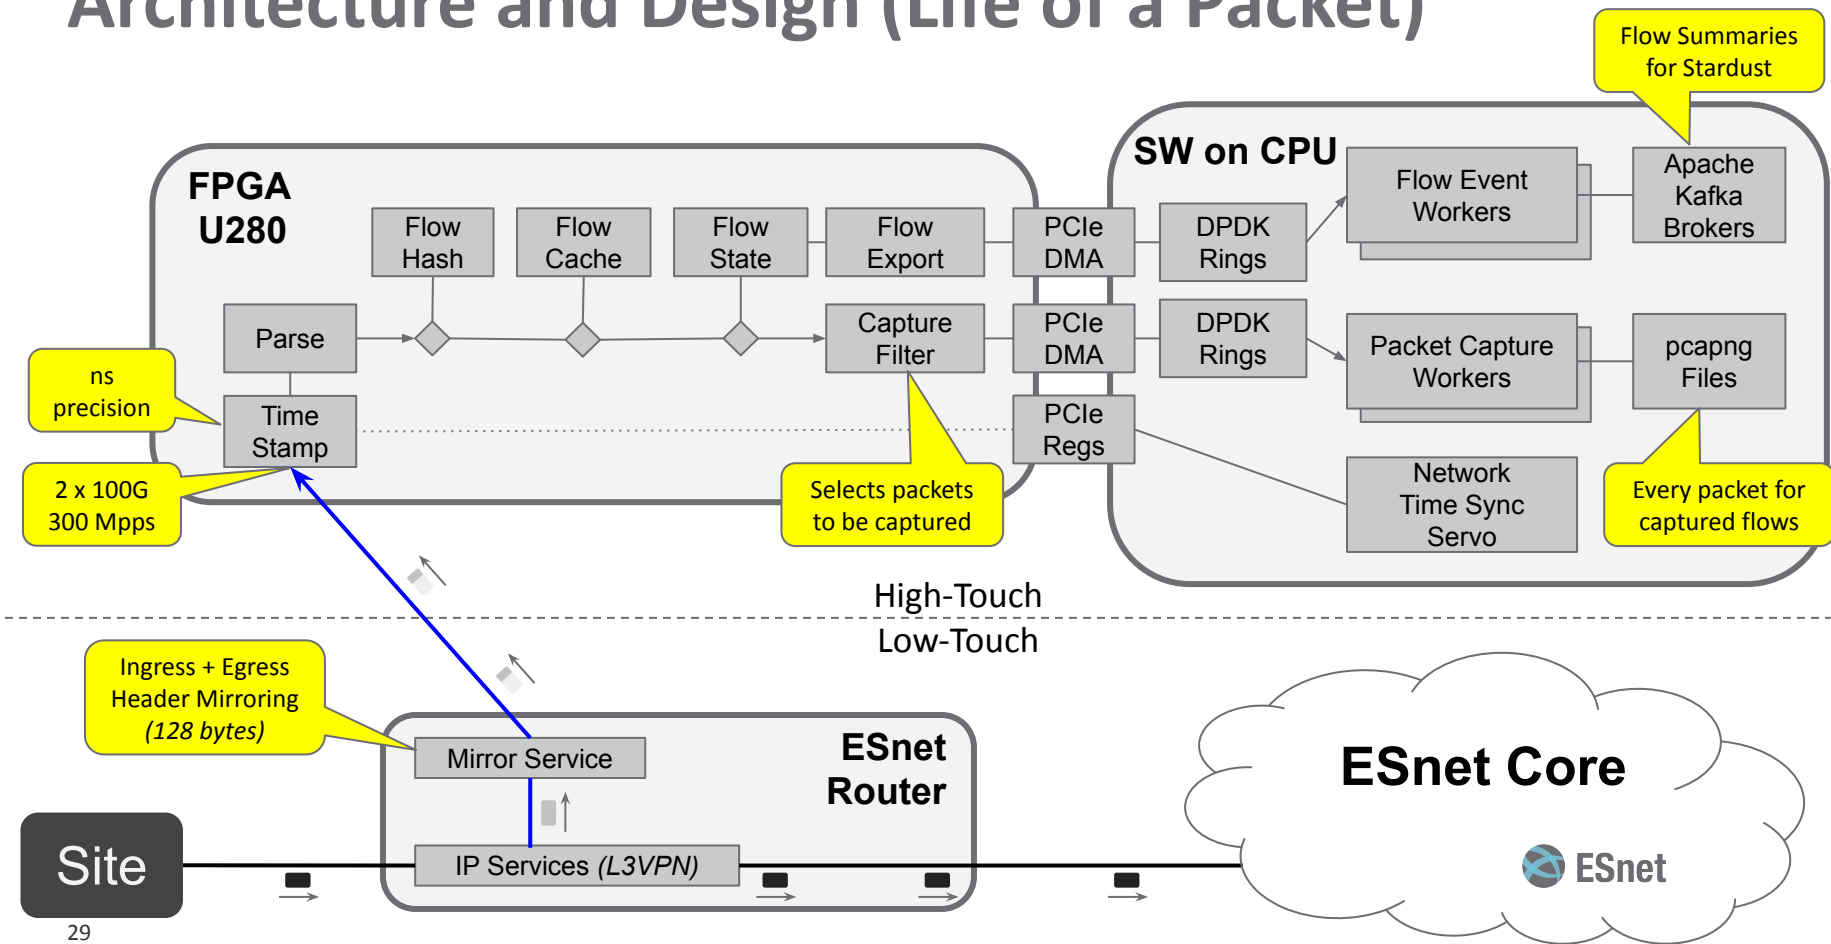 Architecture and Design (Life of a Packet)
Flow Summaries
for Stardust
FPGA
U280
SW on CPU
Flow
Hash
Flow
Cache
Flow
State
Flow
Export
PCIe
DMA
DPDK
Rings
Flow Event
Workers
Apache
Kafka
Brokers
Parse
Capture
Filter
PCIe
DMA
DPDK
Rings
Packet Capture
Workers
pcapng
Files
ns
precision
Time
Stamp
PCIe
Regs
2 x 100G
300 Mpps
Selects packets
to be captured
Network
Time Sync
Servo
Every packet for
captured flows
High-Touch
Low-Touch
Ingress + Egress
Header Mirroring
(128 bytes)
Mirror Service
ESnet
Router
ESnet Core
Site
IP Services (L3VPN)
ESnet
29